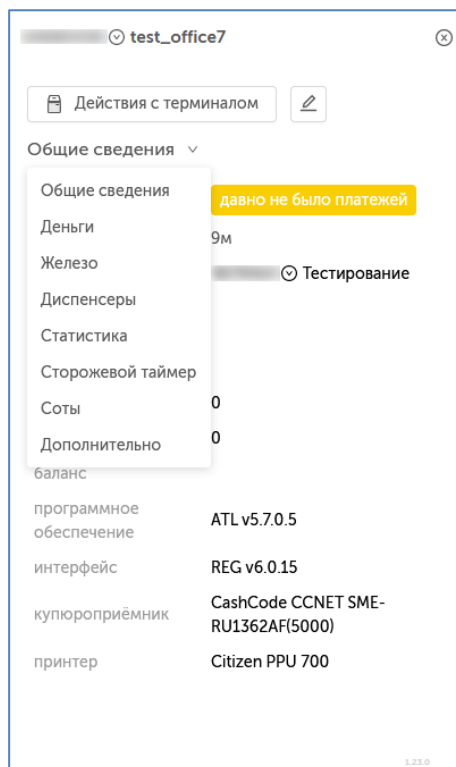 test_office7
Действия с терминалом
Общие сведения
Общие сведения
давно не было платежей
Деньги
9м
Железо
Тестирование
Диспенсеры
Статистика
Сторожевой таймер
Соты
0
Дополнительно
0
баланс
программное
обеспечение
ATL v5.7.0.5
интерфейс
REG v6.0.15
купюроприёмник
CashCode CCNET SME-
RU1362AF(5000)
принтер
Citizen PPU 700
1.23.0